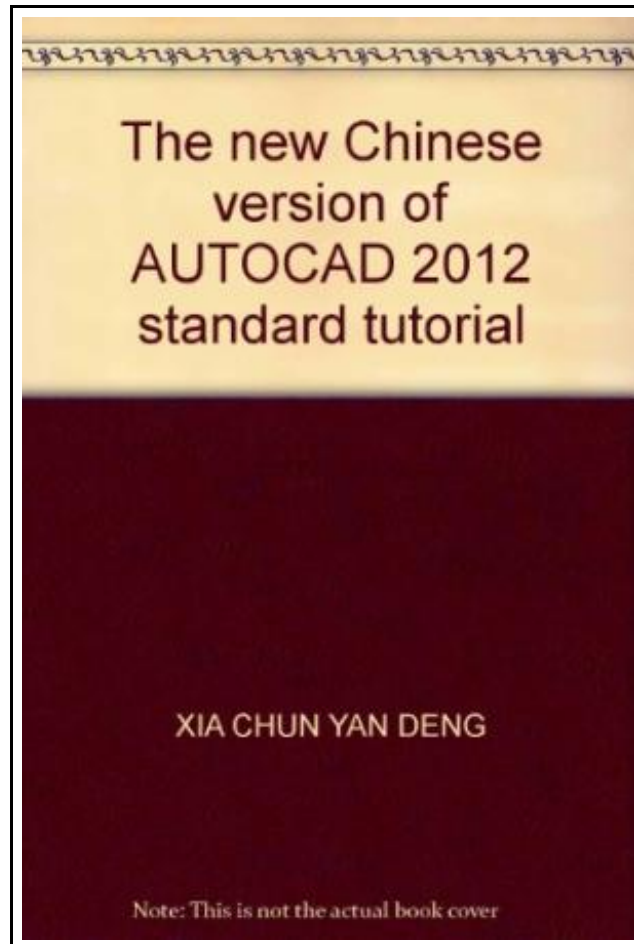 The new Chinese
version of
AUTOCAD 2012
standard tutorial
XIA CHUN YAN DENG
Note: This is not the actual book cover